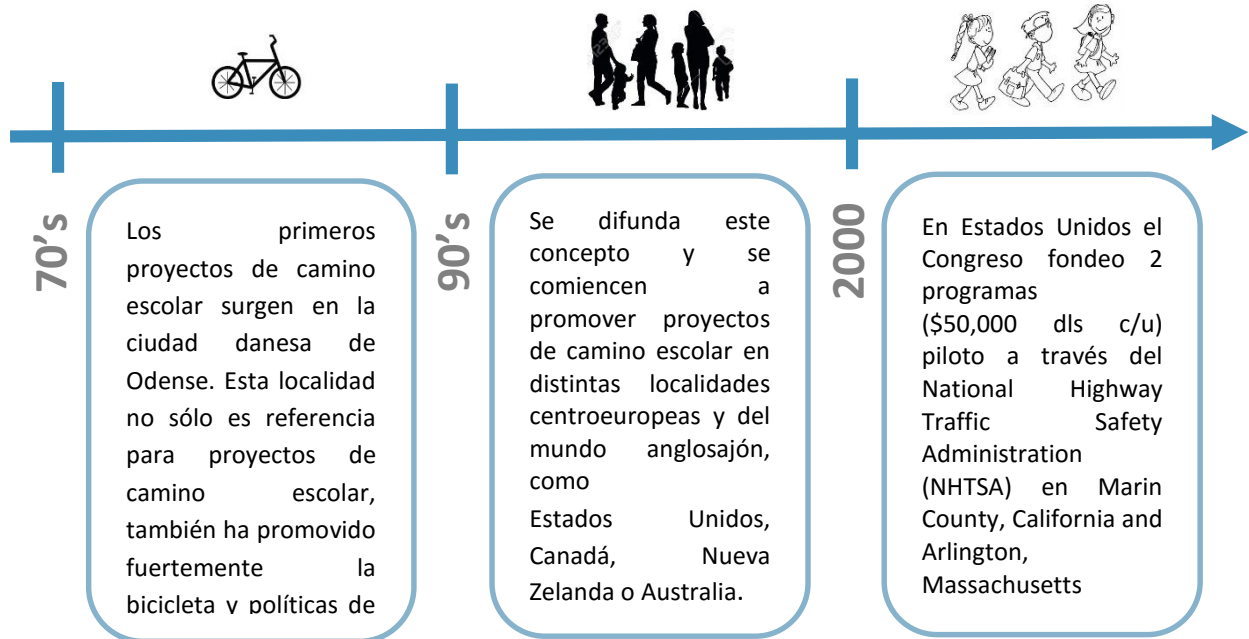 70's
Los primeros
proyectos de camino
escolar surgen en la
ciudad danesa de
Odense. Esta localidad
no sólo es referencia
para proyectos de
camino escolar,
también ha promovido
fuertemente la
bicicleta y políticas de
90's
Se difunda este
concepto y se
comiencen a
promover proyectos
de camino escolar en
distintas localidades
centroeuropeas y del
mundo anglosajón,
como
Estados Unidos,
Canadá, Nueva
Zelanda o Australia.
2000
En Estados Unidos el
Congreso fondeo 2
programas
($50,000 dls c/u)
piloto a través del
National Highway
Traffic Safety
Administration
(NHTSA) en Marin
County, California and
Arlington,
Massachusetts